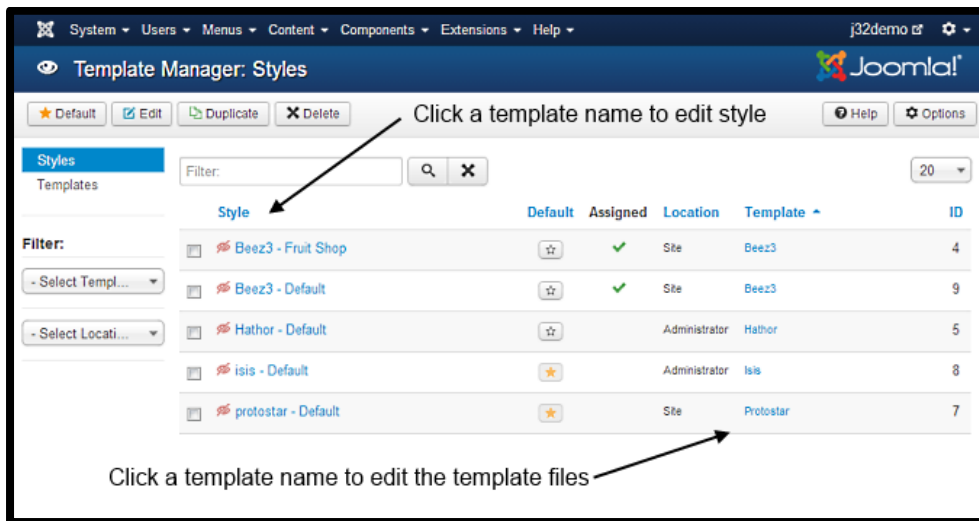 System Users Menus Content Components Extensions Help j32demo
Template Manager: Styles Joomla!
Default Edit Duplicate Delete Click a template name to edit style Help Options
Styles
Templates
Filter: 20
Style Default Assigned Location Template ID
Filter:
Beez3 - Fruit Shop Site Beez3 4
- Select Templ...
Beez3 - Default Site Beez3 9
- Select Locati...
Hathor - Default Administrator Hathor 5
isis - Default Administrator Isis 8
protostar - Default Site Protostar 7
Click a template name to edit the template files